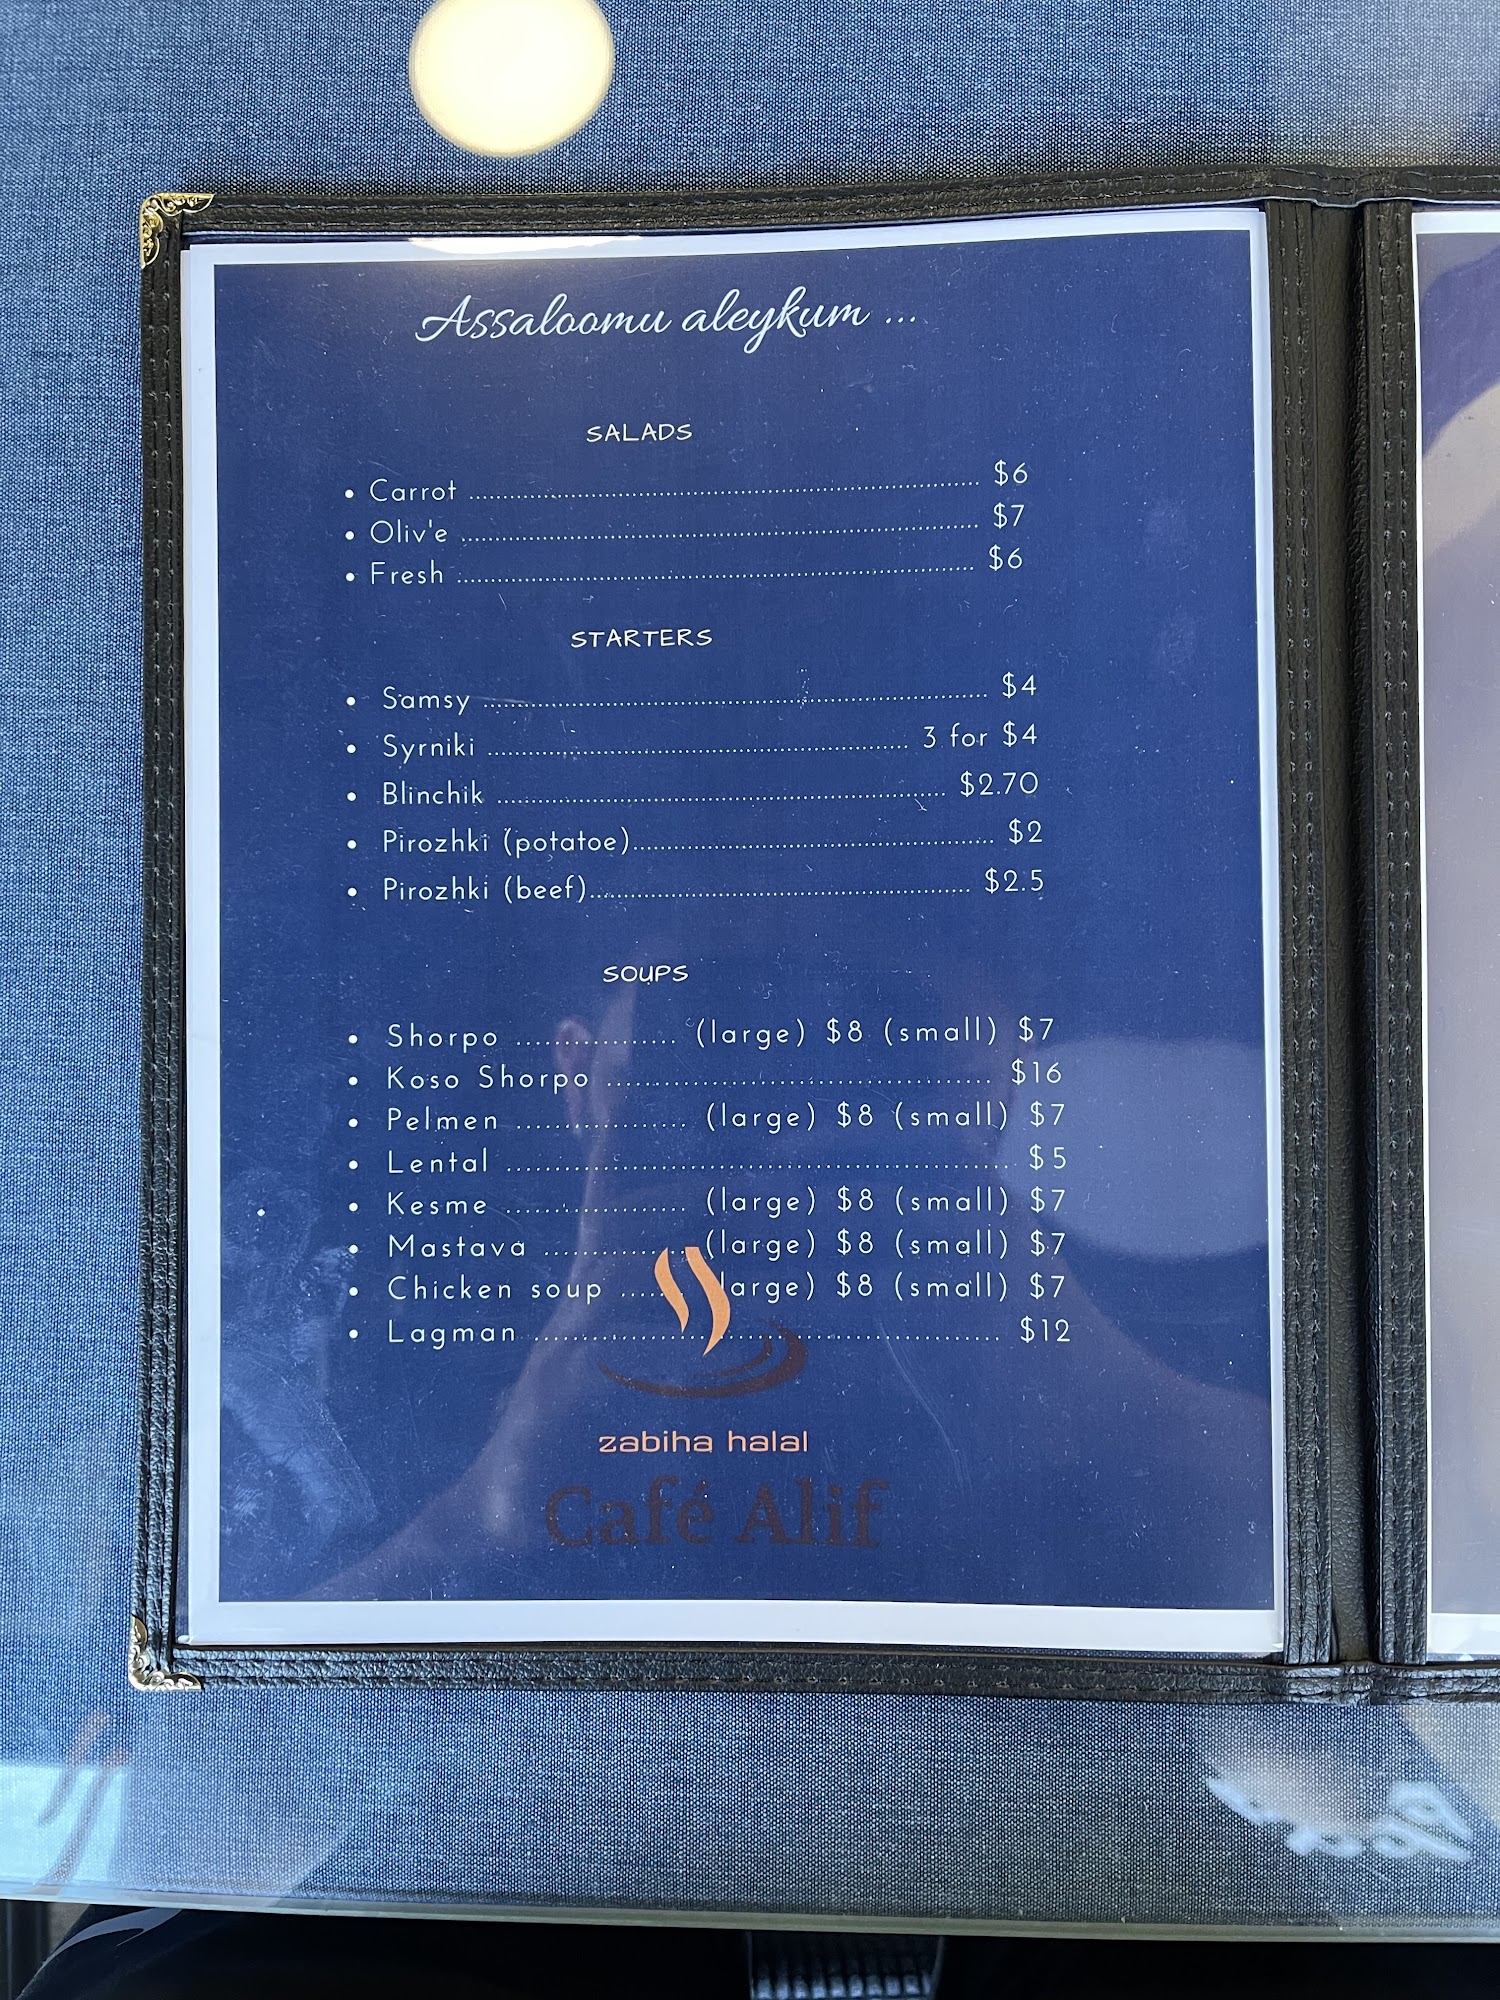 Assaloomu aleykum ...
SALADS
• Carrot ........................ $6
• Oliv'e ........................ $7
• Fresh ........................ $6
STARTERS
• Samsy ........................ $4
• Syrniki ........................ 3 for $4
• Blinchik ........................ $2.70
• Pirozhki (potatoe)........................ $2
• Pirozhki (beef)........................ $2.5
SOUPS
• Shorpo ................. (large) $8 (small) $7
• Koso Shorpo ........................ $16
• Pelmen ................. (large) $8 (small) $7
• Lental ........................ $5
• Kesme ................... (large) $8 (small) $7
• Mastava ................ (large) $8 (small) $7
• Chicken soup ...... large) $8 (small) $7
• Lagman ........................ $12
zabiha halal
Café Alif